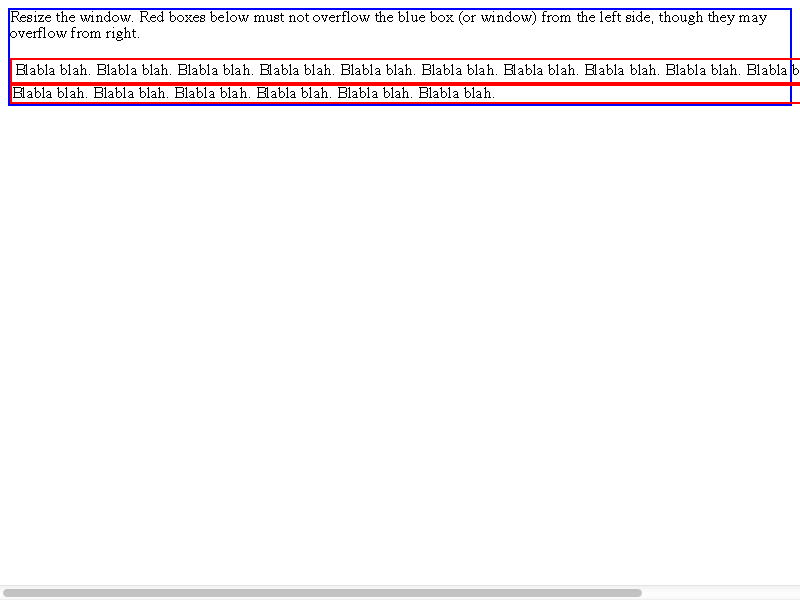 Resize the window. Red boxes below must not overflow the blue box (or window) from the left side, though they may
overflow from right.
Blabla blah. Blabla blah. Blabla blah. Blabla blah. Blabla blah. Blabla blah. Blabla blah. Blabla blah. Blabla blah. Blabla
Blabla blah. Blabla blah. Blabla blah. Blabla blah. Blabla blah. Blabla blah.